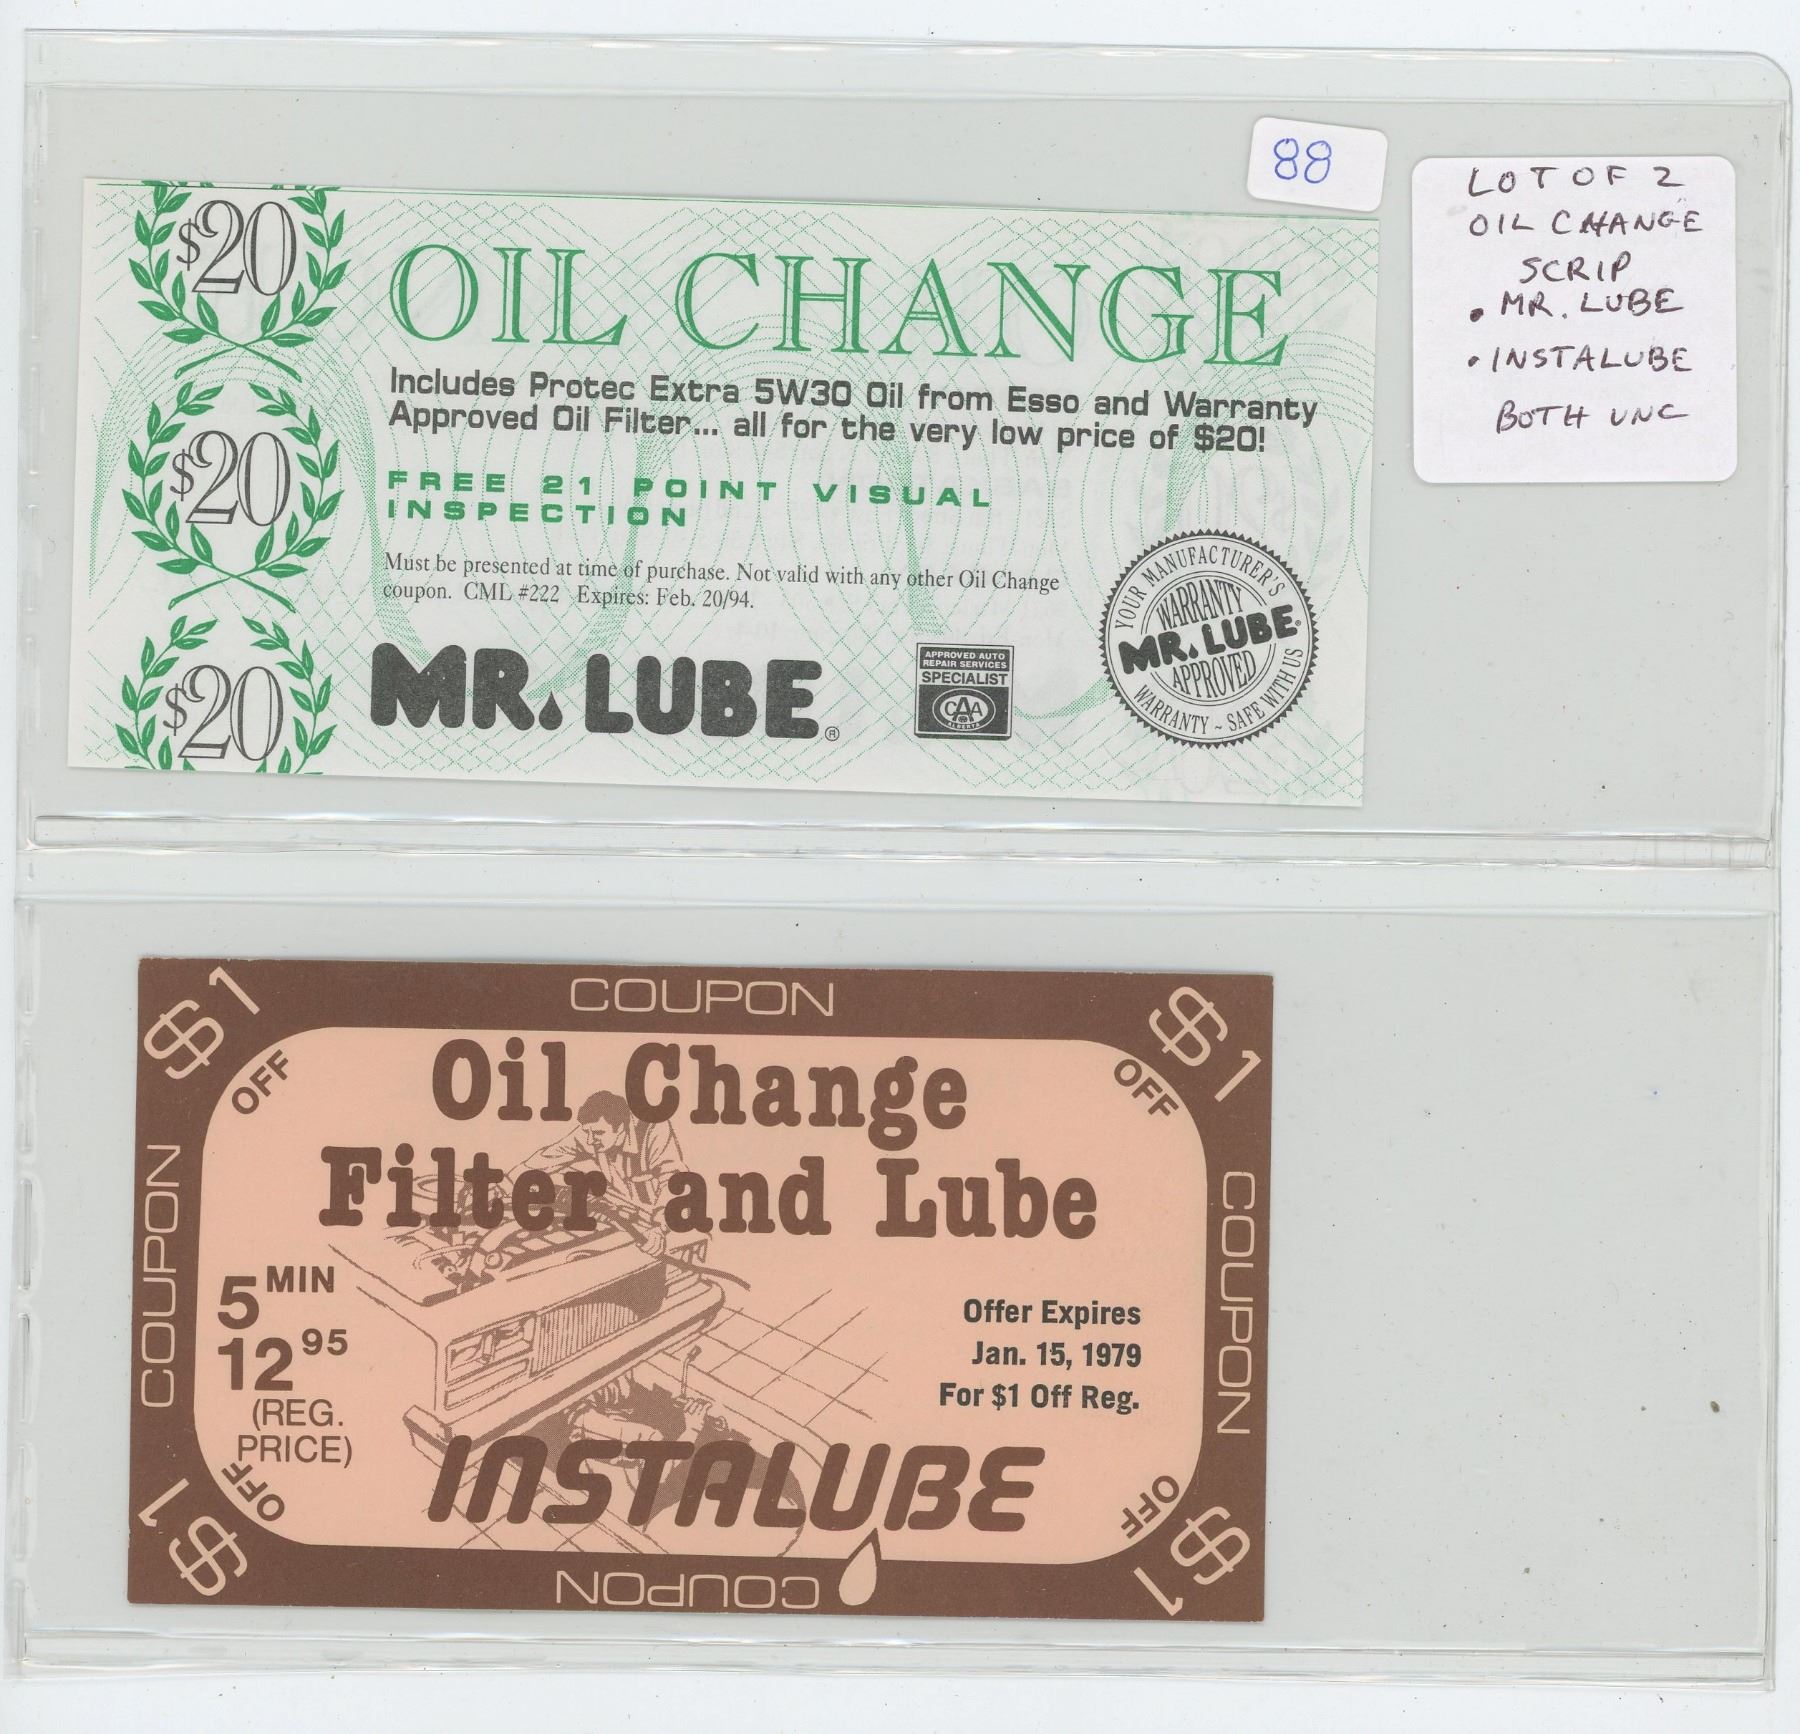 88
LOT OF 2
OIL CHANGE
SCRIP
• MR. LUBE
• INSTALUBE
BOTH UNC
$20
$20
$20
OIL CHANGE
Includes Protec Extra 5W30 Oil from Esso and Warranty
Approved Oil Filter... all for the very low price of $20!
FREE 21 POINT VISUAL
INSPECTION
Must be presented at time of purchase. Not valid with any other Oil Change
coupon. CML #222 Expires: Feb. 20/94.
MR. LUBE®
APPROVED AUTO
REPAIR SERVICES
SPECIALIST
CAA
ALBERTA
YOUR MANUFACTURER'S
WARRANTY
MR. LUBE®
APPROVED
WARRANTY ~ SAFE WITH US
COUPON
$1
OFF
$1
OFF
Oil Change
Filter and Lube
COUPON
COUPON
5 MIN
12 95
(REG.
PRICE)
Offer Expires
Jan. 15, 1979
For $1 Off Reg.
INSTALUBE
OFF
$1
OFF
$1
COUPON